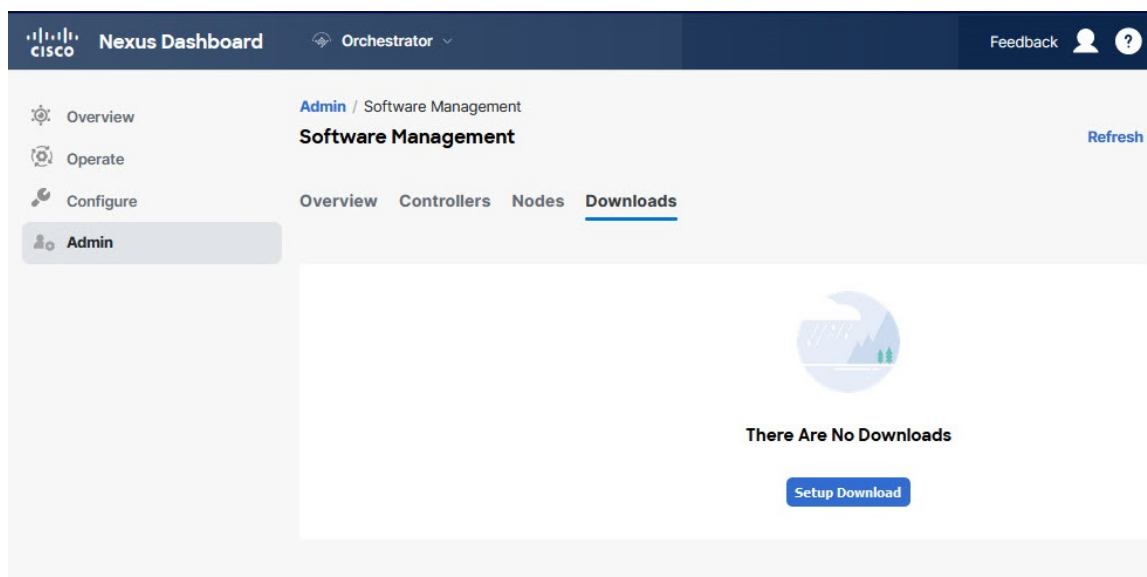 cisco Nexus Dashboard Orchestrator Feedback ?
Overview
Operate
Configure
Admin
Admin / Software Management
Software Management
Refresh
Overview Controllers Nodes Downloads
There Are No Downloads
Setup Download